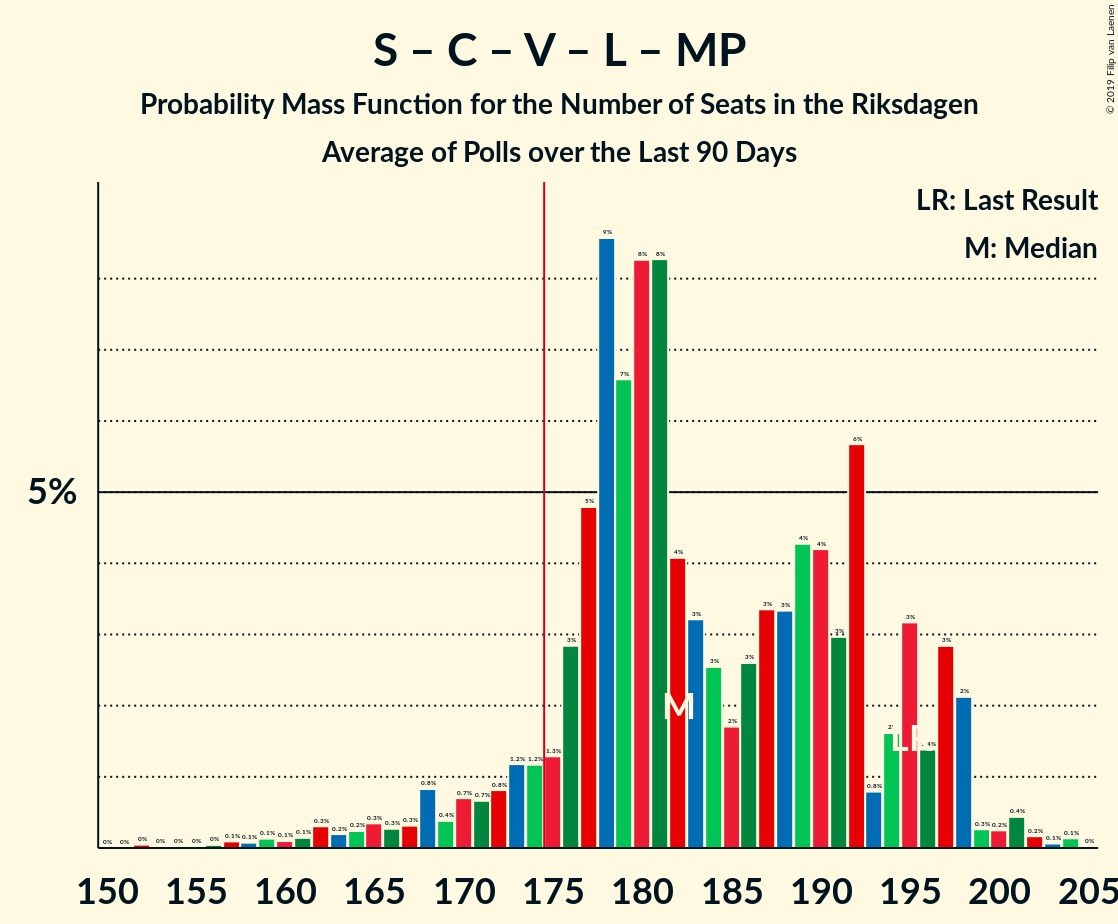 S – C – V – L – MP
Probability Mass Function for the Number of Seats in the Riksdagen
Average of Polls over the Last 90 Days
© 2019 Filip van Laenen
LR: Last Result
M: Median
5%
0% 0% 0% 0% 0% 0% 0% 0.1% 0.1% 0.1% 0.1% 0.1% 0.3% 0.2% 0.2% 0.3% 0.3% 0.3% 0.8% 0.4% 0.7% 0.7% 0.8% 1.2% 1.2% 1.3% 3% 5% 9% 7% 8% 8% 4% 3% 3% 2% 3% 3% 3% 4% 4% 3% 6% 0.8% 3% 3% 2% 0.3% 0.2% 0.4% 0.2% 0.1% 0.1% 0%
M
150 155 160 165 170 175 180 185 190 195 200 205